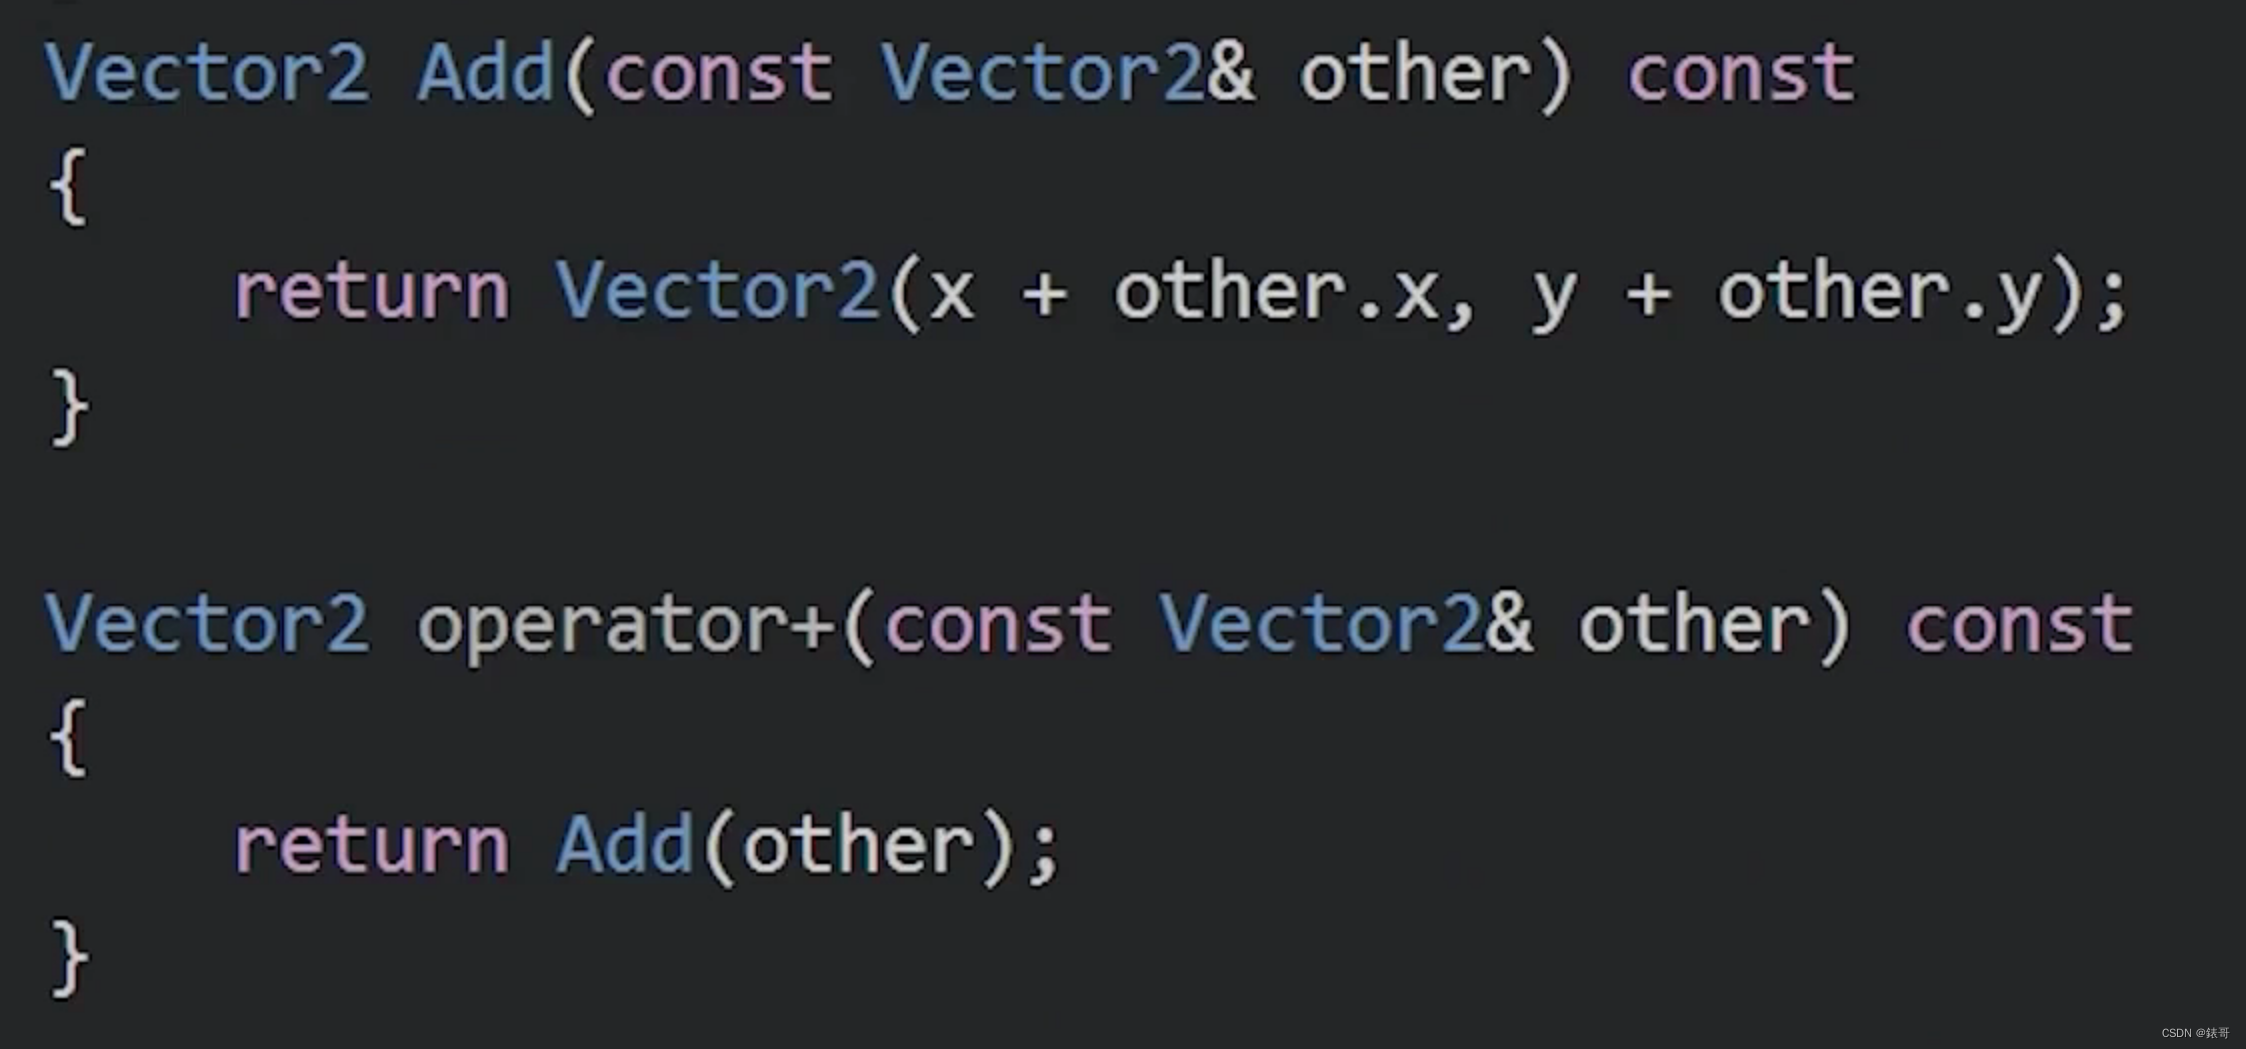 Vector2 Add(const Vector2& other) const
{
    return Vector2(x + other.x, y + other.y);
}
Vector2 operator+(const Vector2& other) const
{
    return Add(other);
}
CSDN @錶哥